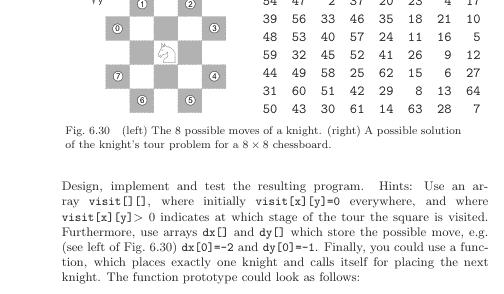 1 2 54 47 2 37 20 23 4 17
0 3 39 56 33 46 35 18 21 10
48 53 40 57 24 11 16 5
59 32 45 52 41 26 9 12
7 4 44 49 58 25 62 15 6 27
6 5 31 60 51 42 29 8 13 64
50 43 30 61 14 63 28 7
Fig. 6.30 (left) The 8 possible moves of a knight. (right) A possible solution
of the knight's tour problem for a 8 × 8 chessboard.
Design, implement and test the resulting program. Hints: Use an ar-
ray visit[][], where initially visit[x][y]=0 everywhere, and where
visit[x][y]> 0 indicates at which stage of the tour the square is visited.
Furthermore, use arrays dx[] and dy[] which store the possible move, e.g.
(see left of Fig. 6.30) dx[0]=-2 and dy[0]=-1. Finally, you could use a func-
tion, which places exactly one knight and calls itself for placing the next
knight. The function prototype could look as follows: